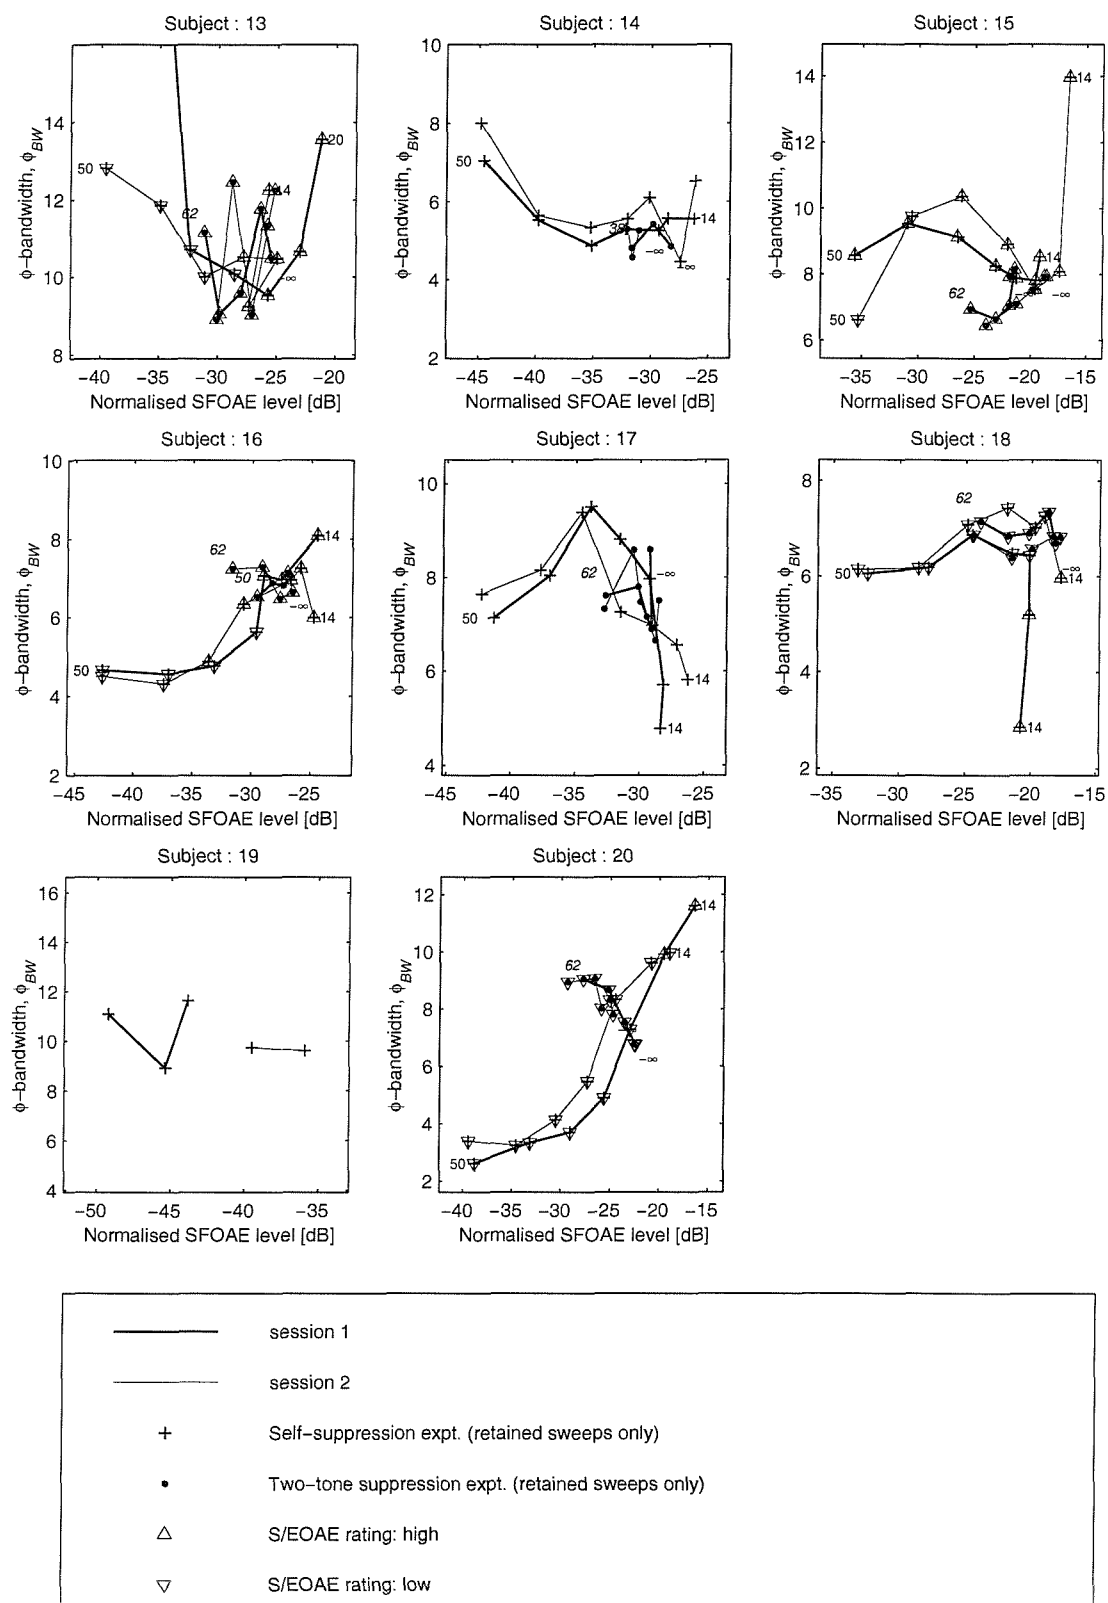 Subject : 13
Subject : 14
Subject : 15
ϕ−bandwidth, ϕBW
14
12
10
8
50
62
14
20
−∞
−40 −35 −30 −25 −20
Normalised SFOAE level [dB]
ϕ−bandwidth, ϕBW
10
8
6
4
2
50
38
14
−∞
∞
−45 −40 −35 −30 −25
Normalised SFOAE level [dB]
ϕ−bandwidth, ϕBW
14
12
10
8
6
50
50
62
14
14
−∞
−∞
−35 −30 −25 −20 −15
Normalised SFOAE level [dB]
Subject : 16
Subject : 17
Subject : 18
ϕ−bandwidth, ϕBW
10
8
6
4
2
62
50
50
14
14
−∞
−45 −40 −35 −30 −25
Normalised SFOAE level [dB]
ϕ−bandwidth, ϕBW
10
8
6
4
50
62
−∞
14
14
−45 −40 −35 −30 −25
Normalised SFOAE level [dB]
ϕ−bandwidth, ϕBW
8
6
4
2
50
62
−∞
14
14
−35 −30 −25 −20 −15
Normalised SFOAE level [dB]
Subject : 19
Subject : 20
ϕ−bandwidth, ϕBW
16
14
12
10
8
6
4
−50 −45 −40 −35
Normalised SFOAE level [dB]
ϕ−bandwidth, ϕBW
12
10
8
6
4
2
50
62
14
14
−∞
−40 −35 −30 −25 −20 −15
Normalised SFOAE level [dB]
session 1
session 2
Self−suppression expt. (retained sweeps only)
Two−tone suppression expt. (retained sweeps only)
S/EOAE rating: high
S/EOAE rating: low